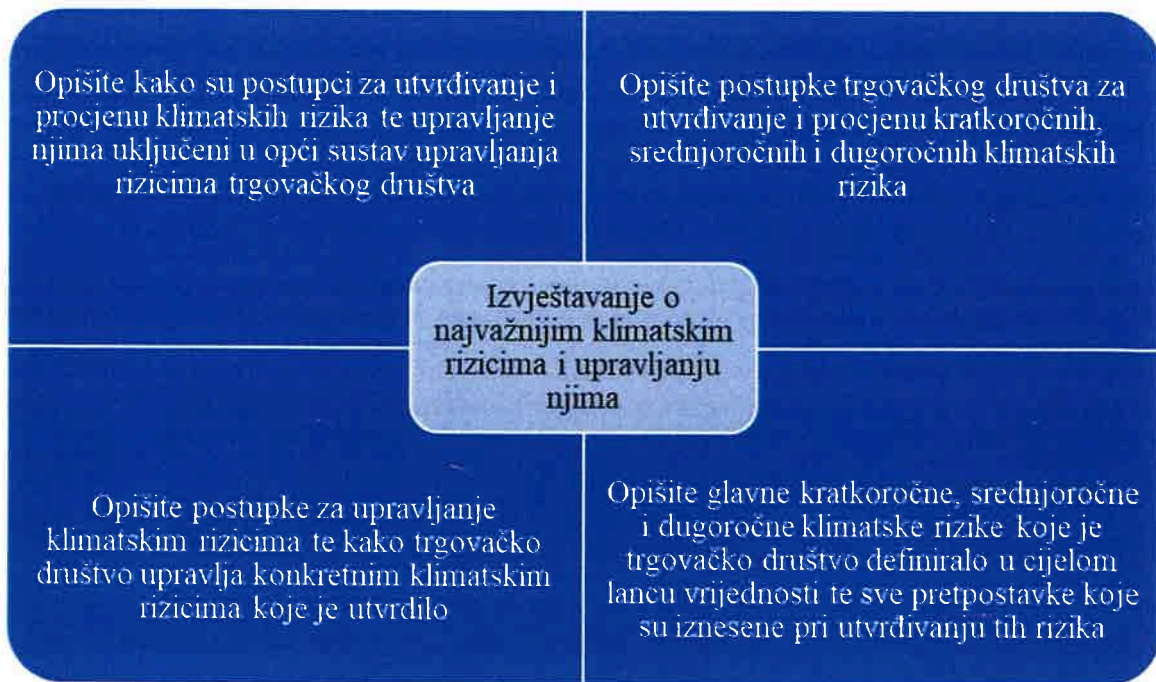 Opišite kako su postupci za utvrđivanje i
procjenu klimatskih rizika te upravljanje
njima uključeni u opći sustav upravljanja
rizicima trgovačkog društva
Opišite postupke trgovačkog društva za
utvrđivanje i procjenu kratkoročnih,
srednjoročnih i dugoročnih klimatskih
rizika
Izvještavanje o
najvažnijim klimatskim
rizicima i upravljanju
njima
Opišite postupke za upravljanje
klimatskim rizicima te kako trgovačko
društvo upravlja konkretnim klimatskim
rizicima koje je utvrdilo
Opišite glavne kratkoročne, srednjoročne
i dugoročne klimatske rizike koje je
trgovačko društvo definiralo u cijelom
lancu vrijednosti te sve pretpostavke koje
su iznesene pri utvrđivanju tih rizika